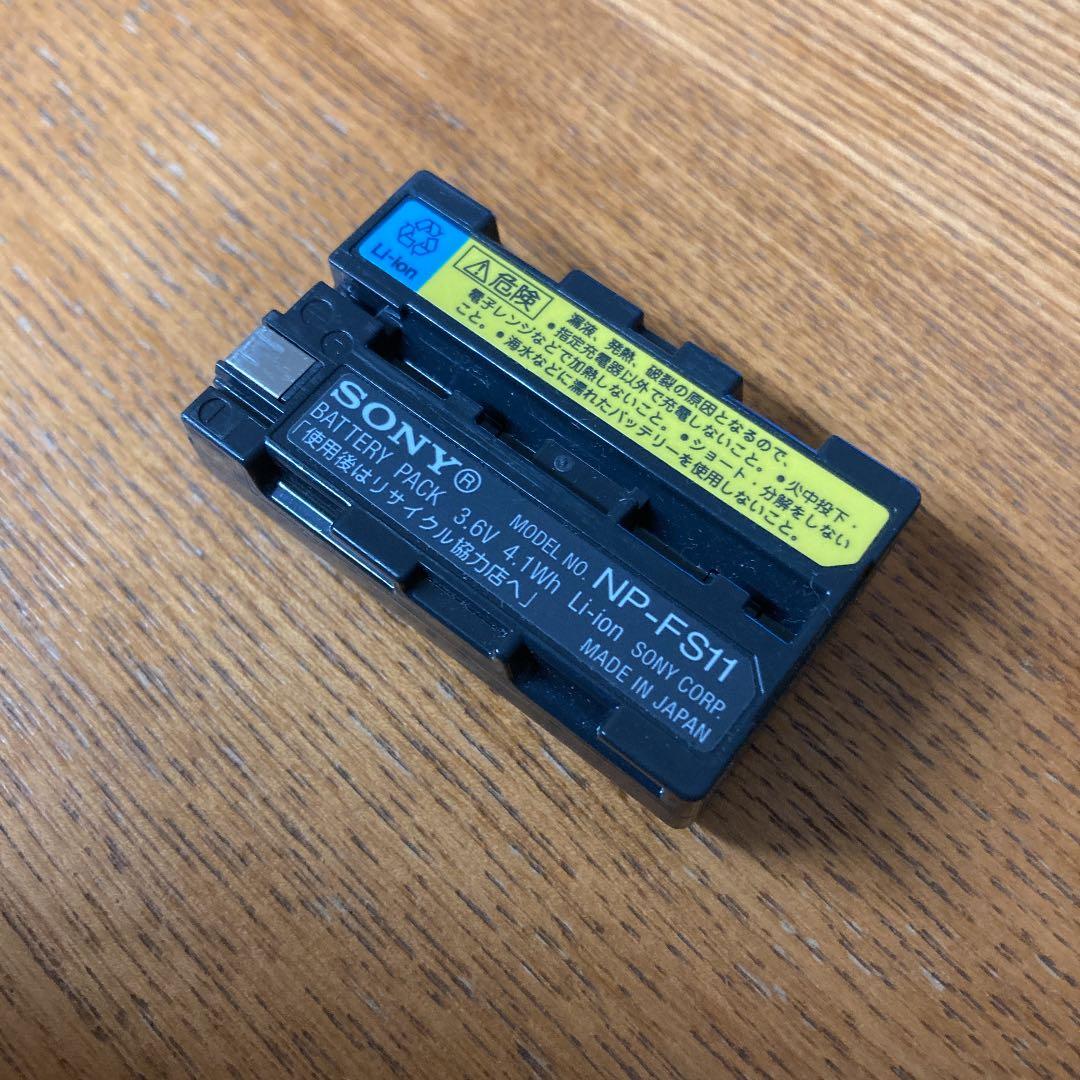 Li-ion
⚠危険
漏液、発熱、破裂の原因となるので、
・指定充電器以外で充電しないこと。・火中投下・
電子レンジなどで加熱しないこと。・ショート・分解をしない
こと。・海水などに濡れたバッテリーを使用しないこと。
SONY®
BATTERY PACK
MODEL NO. NP-FS11
3.6V 4.1Wh Li-ion SONY CORP.
「使用後はリサイクル協力店へ」 MADE IN JAPAN